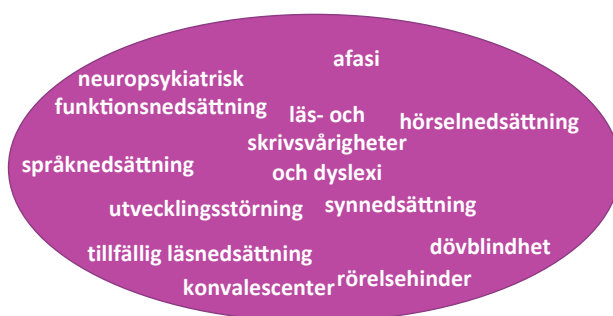 afasi
neuropsykiatrisk
funktionsnedsättning
läs- och
skrivsvårigheter
och dyslexi
hörselnedsättning
språknedsättning
utvecklingsstörning
synnedsättning
tillfällig läsnedsättning
dövblindhet
konvalescenter
rörelsehinder